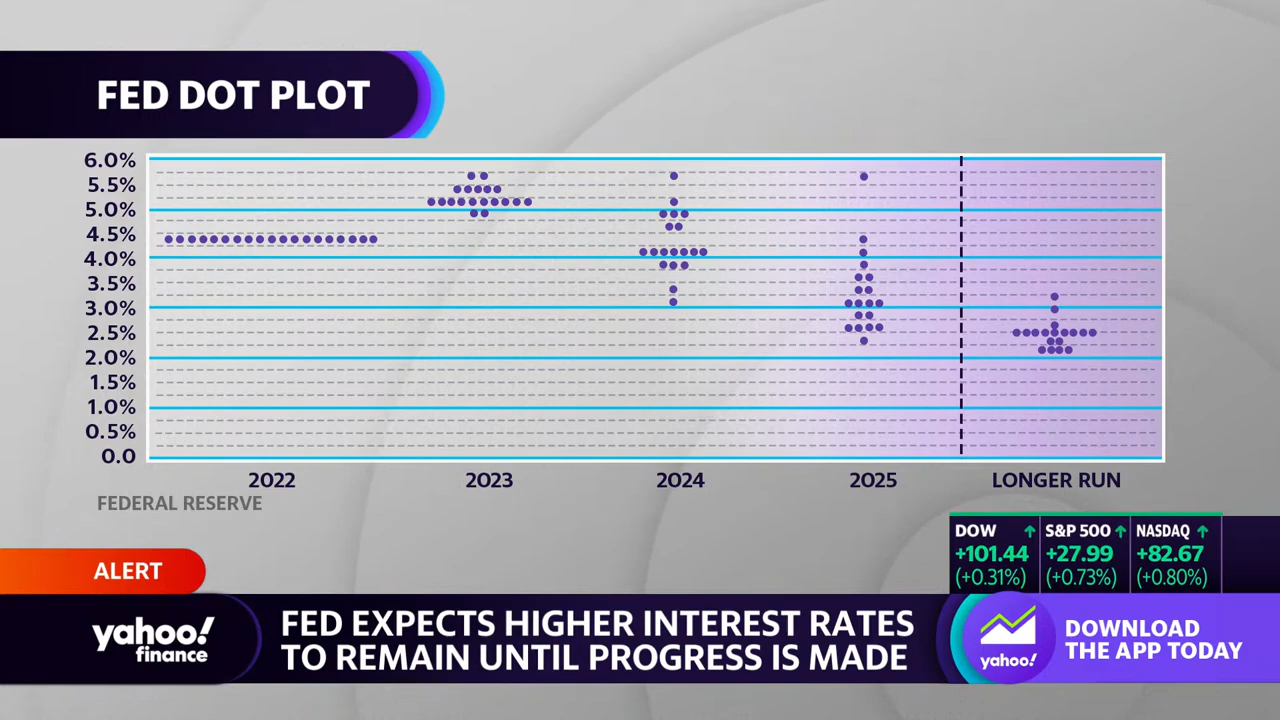 FED DOT PLOT
6.0%
5.5%
5.0%
4.5%
4.0%
3.5%
3.0%
2.5%
2.0%
1.5%
1.0%
0.5%
0.0
2022 2023 2024 2025 LONGER RUN
FEDERAL RESERVE
DOW S&P 500 NASDAQ
+101.44 +27.99 +82.67
(+0.31%) (+0.73%) (+0.80%)
ALERT
yahoo!
finance
FED EXPECTS HIGHER INTEREST RATES
TO REMAIN UNTIL PROGRESS IS MADE
yahoo!
DOWNLOAD
THE APP TODAY